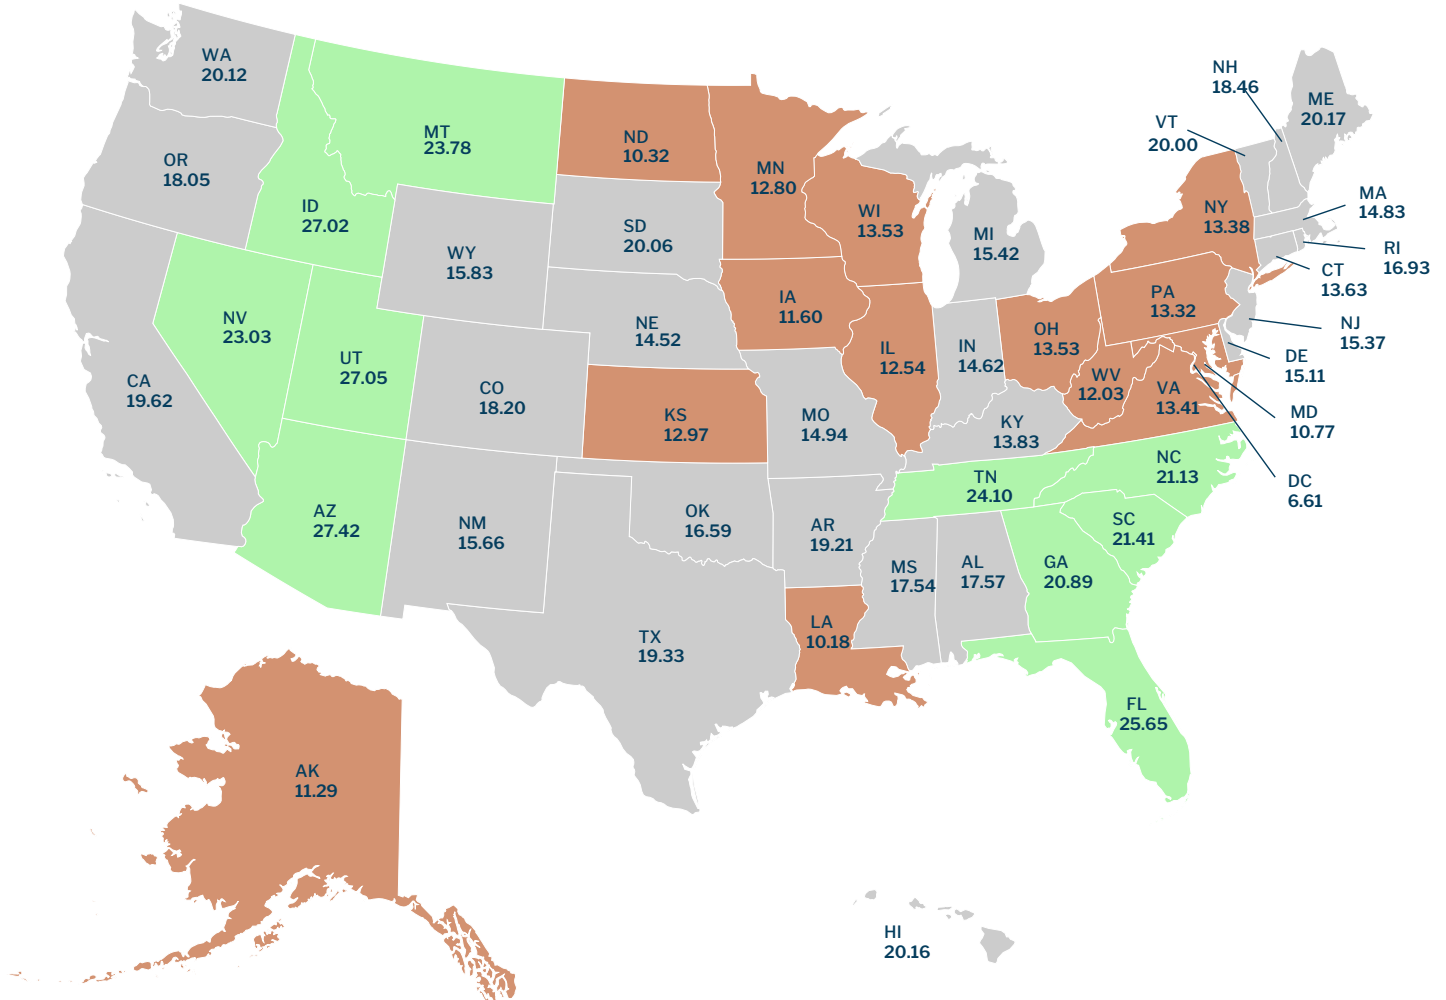 WA
20.12
OR
18.05
CA
19.62
ID
27.02
NV
23.03
MT
23.78
WY
15.83
UT
27.05
AZ
27.42
CO
18.20
NM
15.66
ND
10.32
SD
20.06
NE
14.52
KS
12.97
OK
16.59
TX
19.33
MN
12.80
IA
11.60
MO
14.94
AR
19.21
LA
10.18
WI
13.53
IL
12.54
MI
15.42
IN
14.62
OH
13.53
KY
13.83
TN
24.10
MS
17.54
AL
17.57
GA
20.89
FL
25.65
SC
21.41
NC
21.13
VA
13.41
WV
12.03
PA
13.32
NY
13.38
VT
20.00
NH
18.46
ME
20.17
MA
14.83
RI
16.93
CT
13.63
NJ
15.37
DE
15.11
MD
10.77
DC
6.61
AK
11.29
HI
20.16